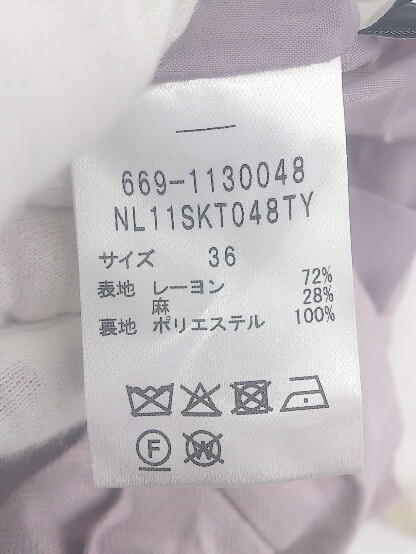 669-1130048
NL11SKT048TY
サイズ 36
表地 レーヨン 72%
麻 28%
裏地 ポリエステル 100%
F W